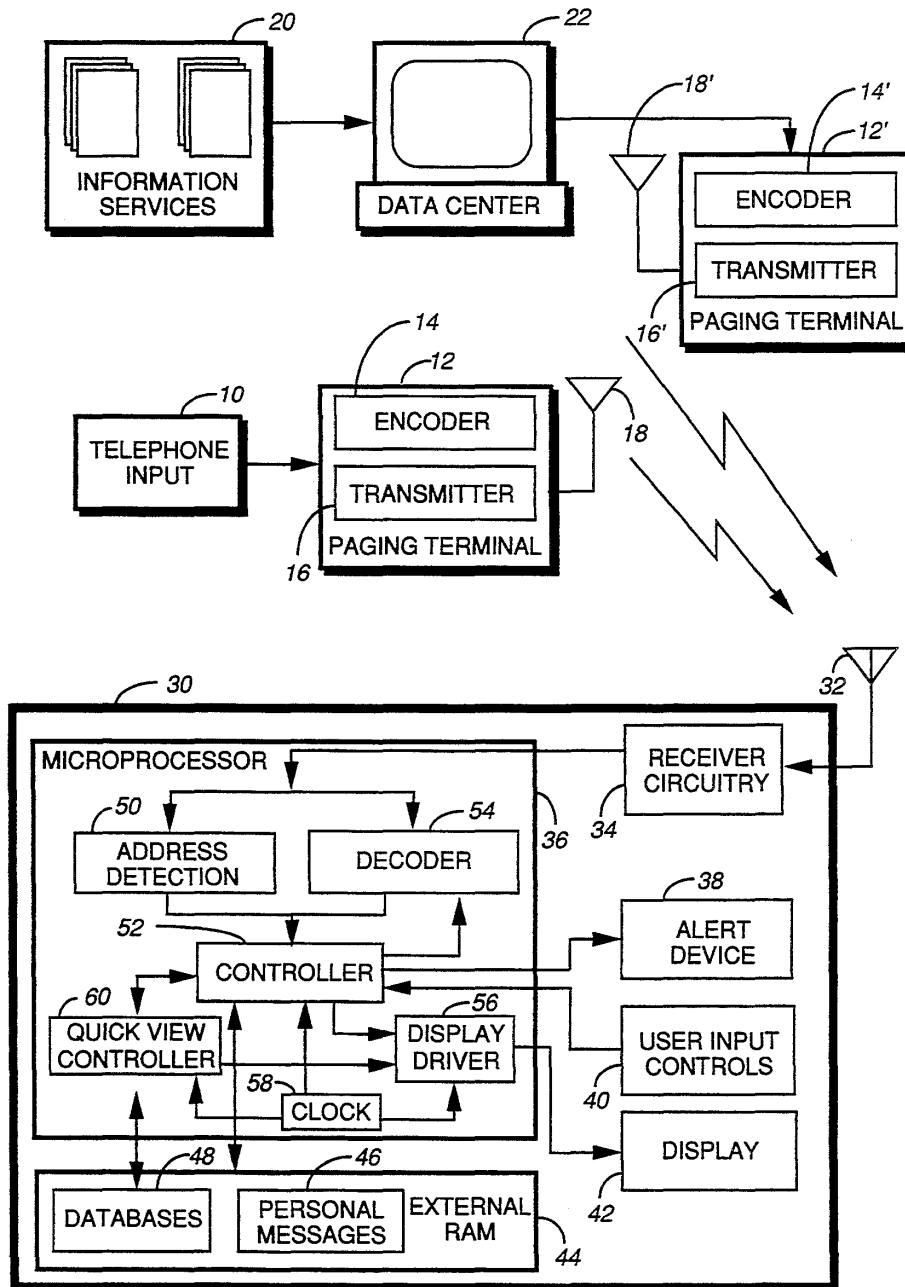 20
22
18'
14'
12'
INFORMATION
SERVICES
DATA CENTER
ENCODER
TRANSMITTER
16'
PAGING TERMINAL
14
12
10
18
TELEPHONE
INPUT
ENCODER
TRANSMITTER
16
PAGING TERMINAL
30
32
MICROPROCESSOR
RECEIVER
CIRCUITRY
34
36
50
54
ADDRESS
DETECTION
DECODER
38
ALERT
DEVICE
52
CONTROLLER
60
56
QUICK VIEW
CONTROLLER
DISPLAY
DRIVER
USER INPUT
CONTROLS
40
58
CLOCK
48
46
DISPLAY
42
DATABASES
PERSONAL
MESSAGES
EXTERNAL
RAM
44